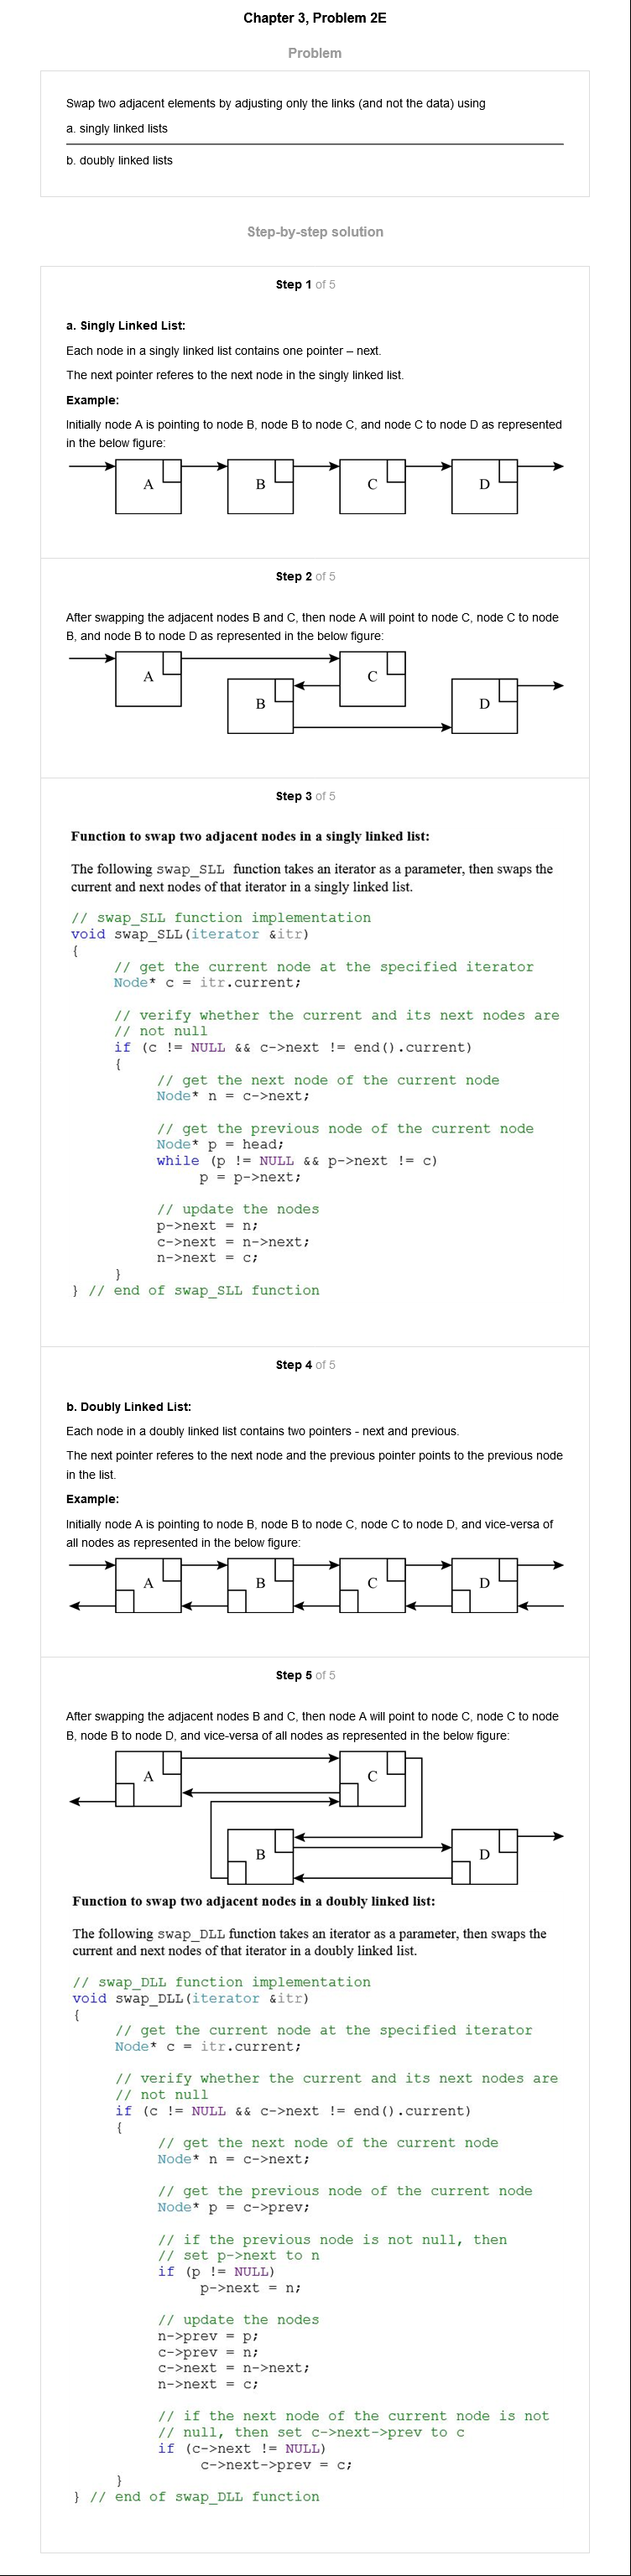 Chapter 3, Problem 2E
Problem
Swap two adjacent elements by adjusting only the links (and not the data) using
a. singly linked lists
b. doubly linked lists
Step-by-step solution
Step 1 of 5
a. Singly Linked List:
Each node in a singly linked list contains one pointer – next.
The next pointer referes to the next node in the singly linked list.
Example:
Initially node A is pointing to node B, node B to node C, and node C to node D as represented
in the below figure:
A B C D
Step 2 of 5
After swapping the adjacent nodes B and C, then node A will point to node C, node C to node
B, and node B to node D as represented in the below figure:
A C
B D
Step 3 of 5
Function to swap two adjacent nodes in a singly linked list:
The following swap_SLL function takes an iterator as a parameter, then swaps the
current and next nodes of that iterator in a singly linked list.
// swap_SLL function implementation
void swap_SLL(iterator &itr)
{
// get the current node at the specified iterator
Node* c = itr.current;
// verify whether the current and its next nodes are
// not null
if (c != NULL && c->next != end().current)
{
// get the next node of the current node
Node* n = c->next;
// get the previous node of the current node
Node* p = head;
while (p != NULL && p->next != c)
p = p->next;
// update the nodes
p->next = n;
c->next = n->next;
n->next = c;
}
} // end of swap_SLL function
Step 4 of 5
b. Doubly Linked List:
Each node in a doubly linked list contains two pointers - next and previous.
The next pointer referes to the next node and the previous pointer points to the previous node
in the list.
Example:
Initially node A is pointing to node B, node B to node C, node C to node D, and vice-versa of
all nodes as represented in the below figure:
A B C D
Step 5 of 5
After swapping the adjacent nodes B and C, then node A will point to node C, node C to node
B, node B to node D, and vice-versa of all nodes as represented in the below figure:
A C
B D
Function to swap two adjacent nodes in a doubly linked list:
The following swap_DLL function takes an iterator as a parameter, then swaps the
current and next nodes of that iterator in a doubly linked list.
// swap_DLL function implementation
void swap_DLL(iterator &itr)
{
// get the current node at the specified iterator
Node* c = itr.current;
// verify whether the current and its next nodes are
// not null
if (c != NULL && c->next != end().current)
{
// get the next node of the current node
Node* n = c->next;
// get the previous node of the current node
Node* p = c->prev;
// if the previous node is not null, then
// set p->next to n
if (p != NULL)
p->next = n;
// update the nodes
n->prev = p;
c->prev = n;
c->next = n->next;
n->next = c;
// if the next node of the current node is not
// null, then set c->next->prev to c
if (c->next != NULL)
c->next->prev = c;
}
} // end of swap_DLL function